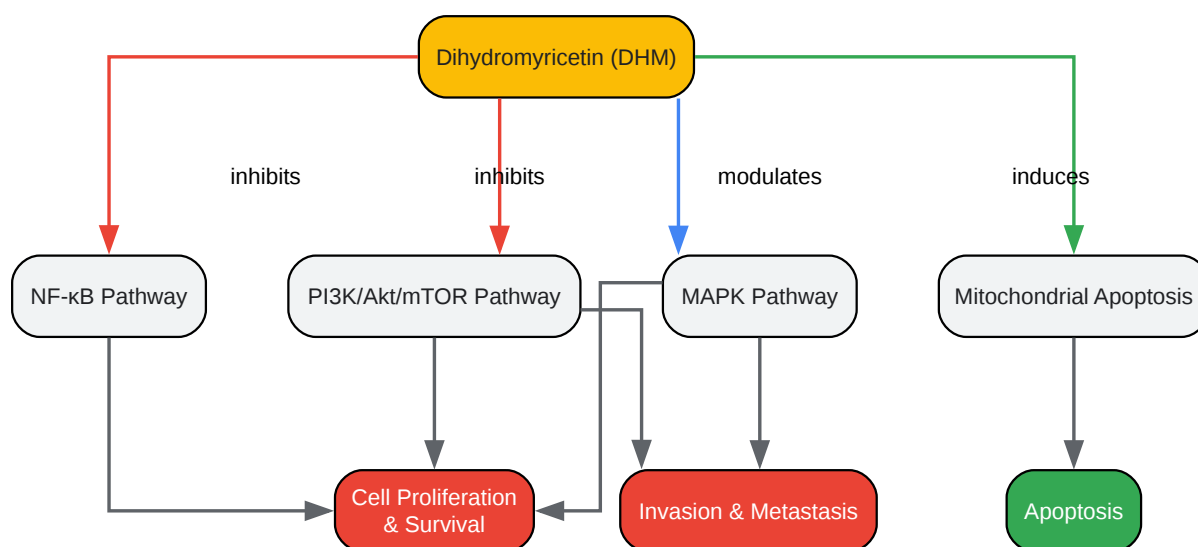 Dihydromyricetin (DHM)
inhibits
inhibits
modulates
induces
NF-κB Pathway
PI3K/Akt/mTOR Pathway
MAPK Pathway
Mitochondrial Apoptosis
Cell Proliferation
& Survival
Invasion & Metastasis
Apoptosis